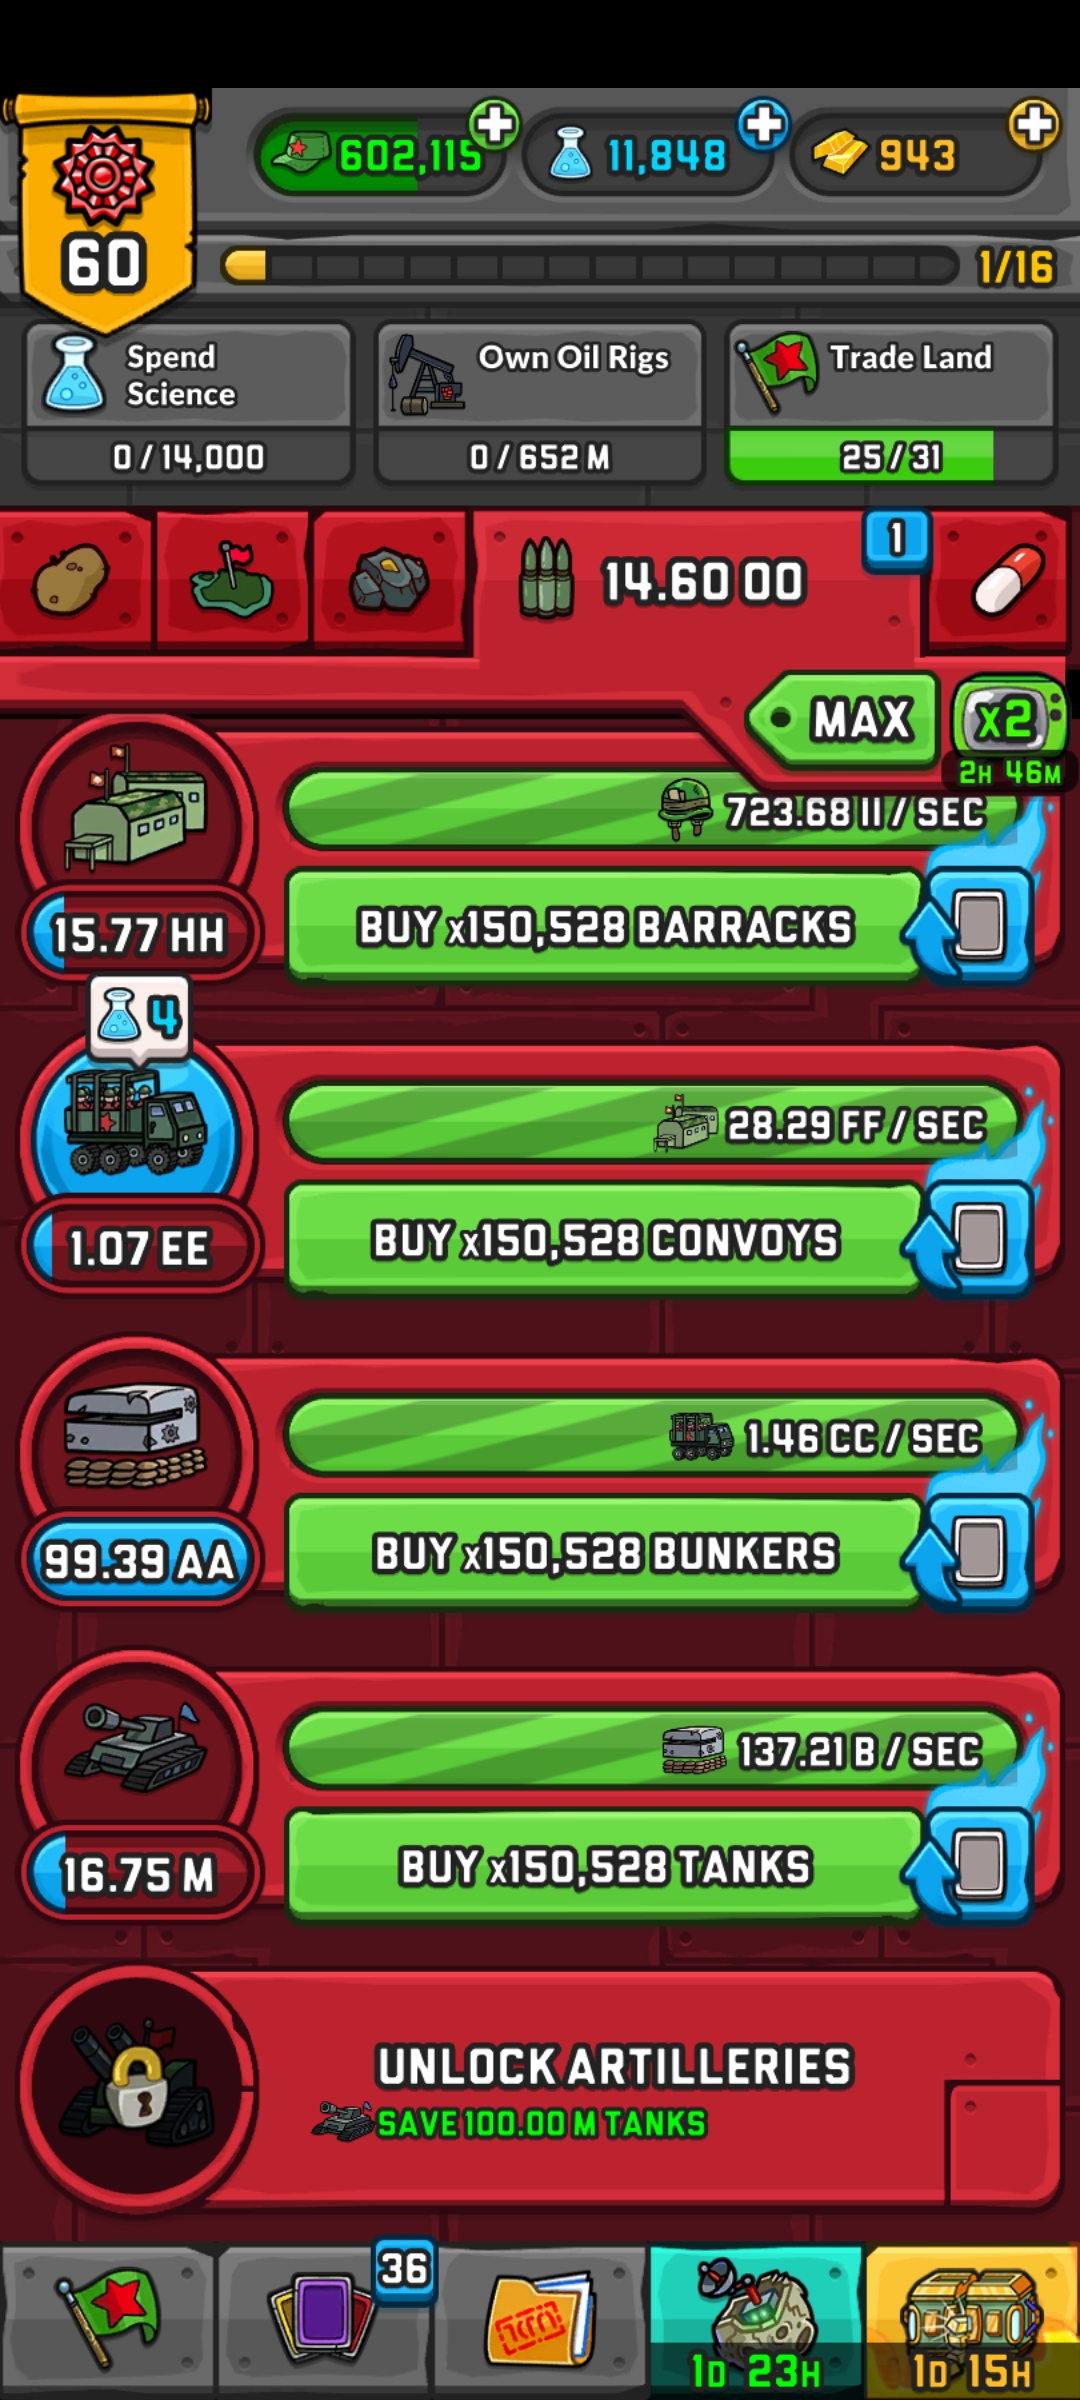 602,115
11,848
943
60
1/16
Spend
Science
0/14,000
Own Oil Rigs
0/652 M
Trade Land
25/31
14.60 OO
1
MAX
x2
2H 46M
723.68 II / SEC
BUY x150,528 BARRACKS
15.77 HH
4
28.29 FF / SEC
BUY x150,528 CONVOYS
1.07 EE
1.46 CC / SEC
BUY x150,528 BUNKERS
99.39 AA
137.21 B / SEC
BUY x150,528 TANKS
16.75 M
UNLOCK ARTILLERIES
SAVE 100.00 M TANKS
36
1D 23H
1D 15H